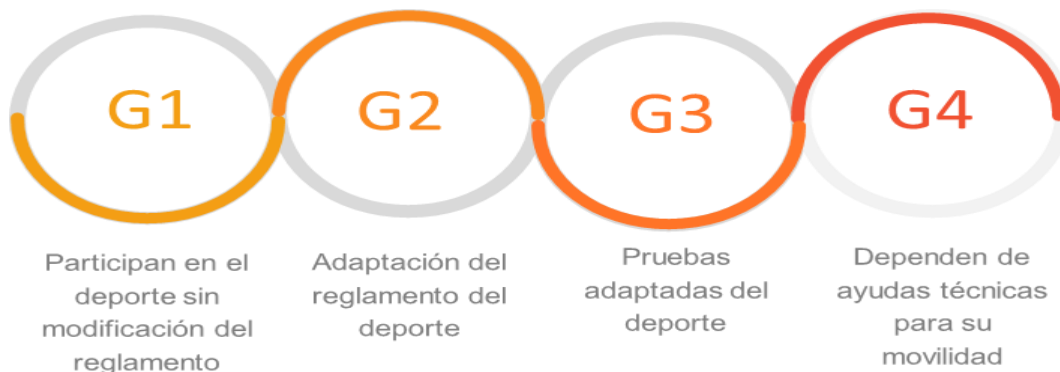 G1
Participan en el
deporte sin
modificación del
reglamento
G2
Adaptación del
reglamento del
deporte
G3
Pruebas
adaptadas del
deporte
G4
Dependen de
ayudas técnicas
para su
movilidad